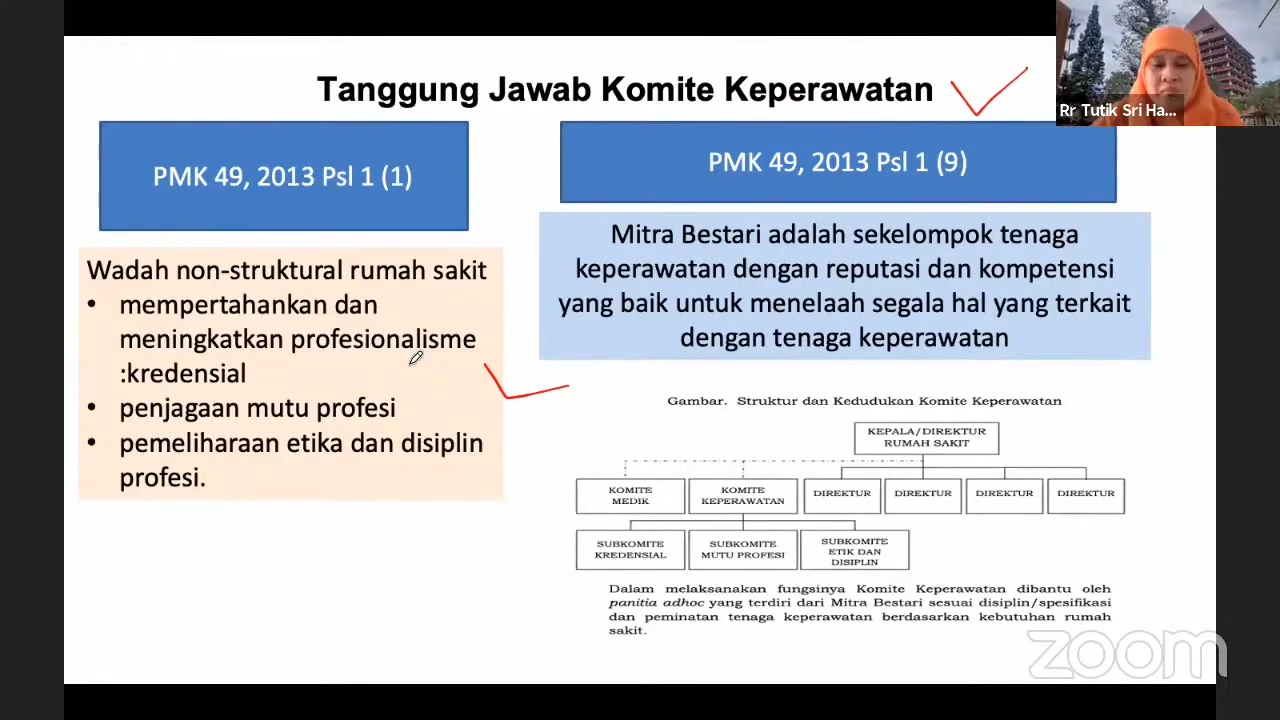 Tanggung Jawab Komite Keperawatan
Rr Tutik Sri Ha...
PMK 49, 2013 Psl 1 (1)
PMK 49, 2013 Psl 1 (9)
Wadah non-struktural rumah sakit
• mempertahankan dan
meningkatkan profesionalisme
:kredensial
• penjagaan mutu profesi
• pemeliharaan etika dan disiplin
profesi.
Mitra Bestari adalah sekelompok tenaga
keperawatan dengan reputasi dan kompetensi
yang baik untuk menelaah segala hal yang terkait
dengan tenaga keperawatan
Gambar. Struktur dan Kedudukan Komite Keperawatan
KEPALA/DIREKTUR
RUMAH SAKIT
KOMITE
MEDIK
KOMITE
KEPERAWATAN
DIREKTUR
DIREKTUR
DIREKTUR
DIREKTUR
SUBKOMITE
KREDENSIAL
SUBKOMITE
MUTU PROFESI
SUBKOMITE
ETIK DAN
DISIPLIN
Dalam melaksanakan fungsinya Komite Keperawatan dibantu oleh
panitia adhoc yang terdiri dari Mitra Bestari sesuai disiplin/spesifikasi
dan peminatan tenaga keperawatan berdasarkan kebutuhan rumah
sakit.
zoom